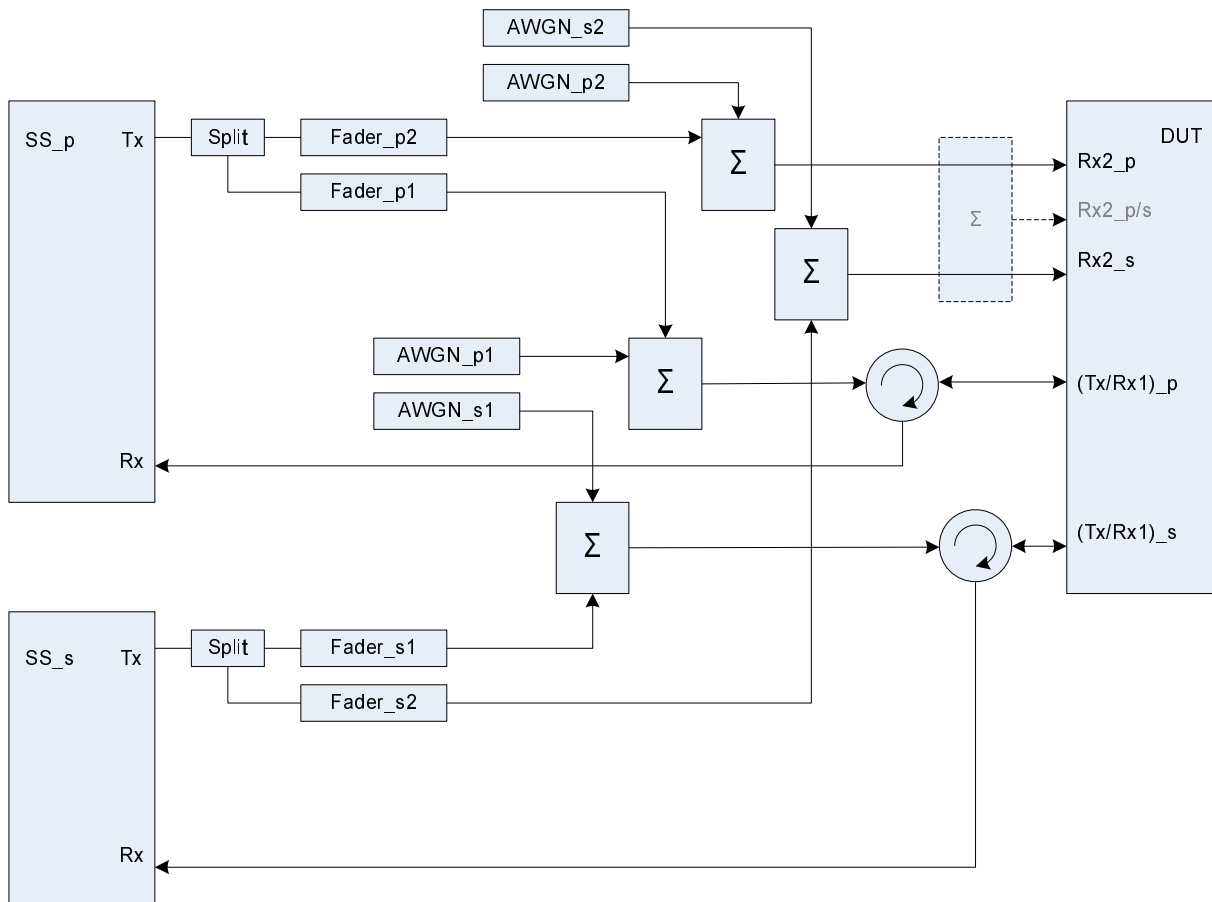 AWGN_s2
AWGN_p2
SS_p
Tx
Split
Fader_p2
Fader_p1
Σ
DUT
Rx2_p
Σ
Rx2_p/s
Σ
Rx2_s
AWGN_p1
AWGN_s1
Σ
(Tx/Rx1)_p
Rx
Σ
(Tx/Rx1)_s
SS_s
Tx
Split
Fader_s1
Fader_s2
Rx